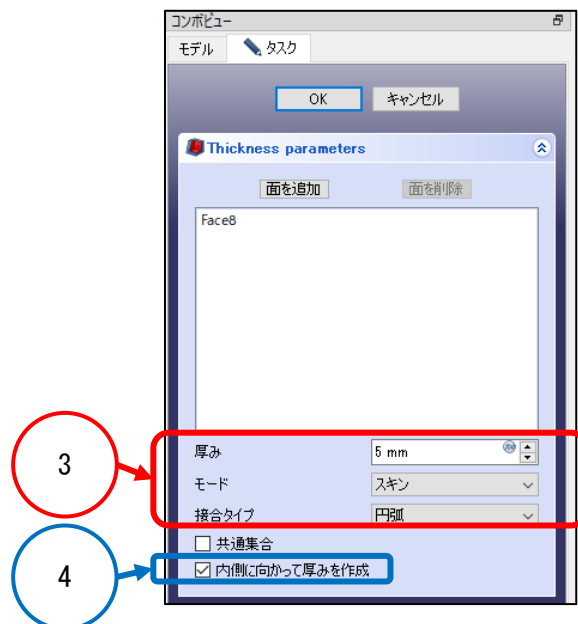 コンボビュー
モデル タスク
OK キャンセル
Thickness parameters
面を追加 面を削除
Face8
厚み 5 mm
モード スキン
接合タイプ 円弧
共通集合
内側に向かって厚みを作成
3
4